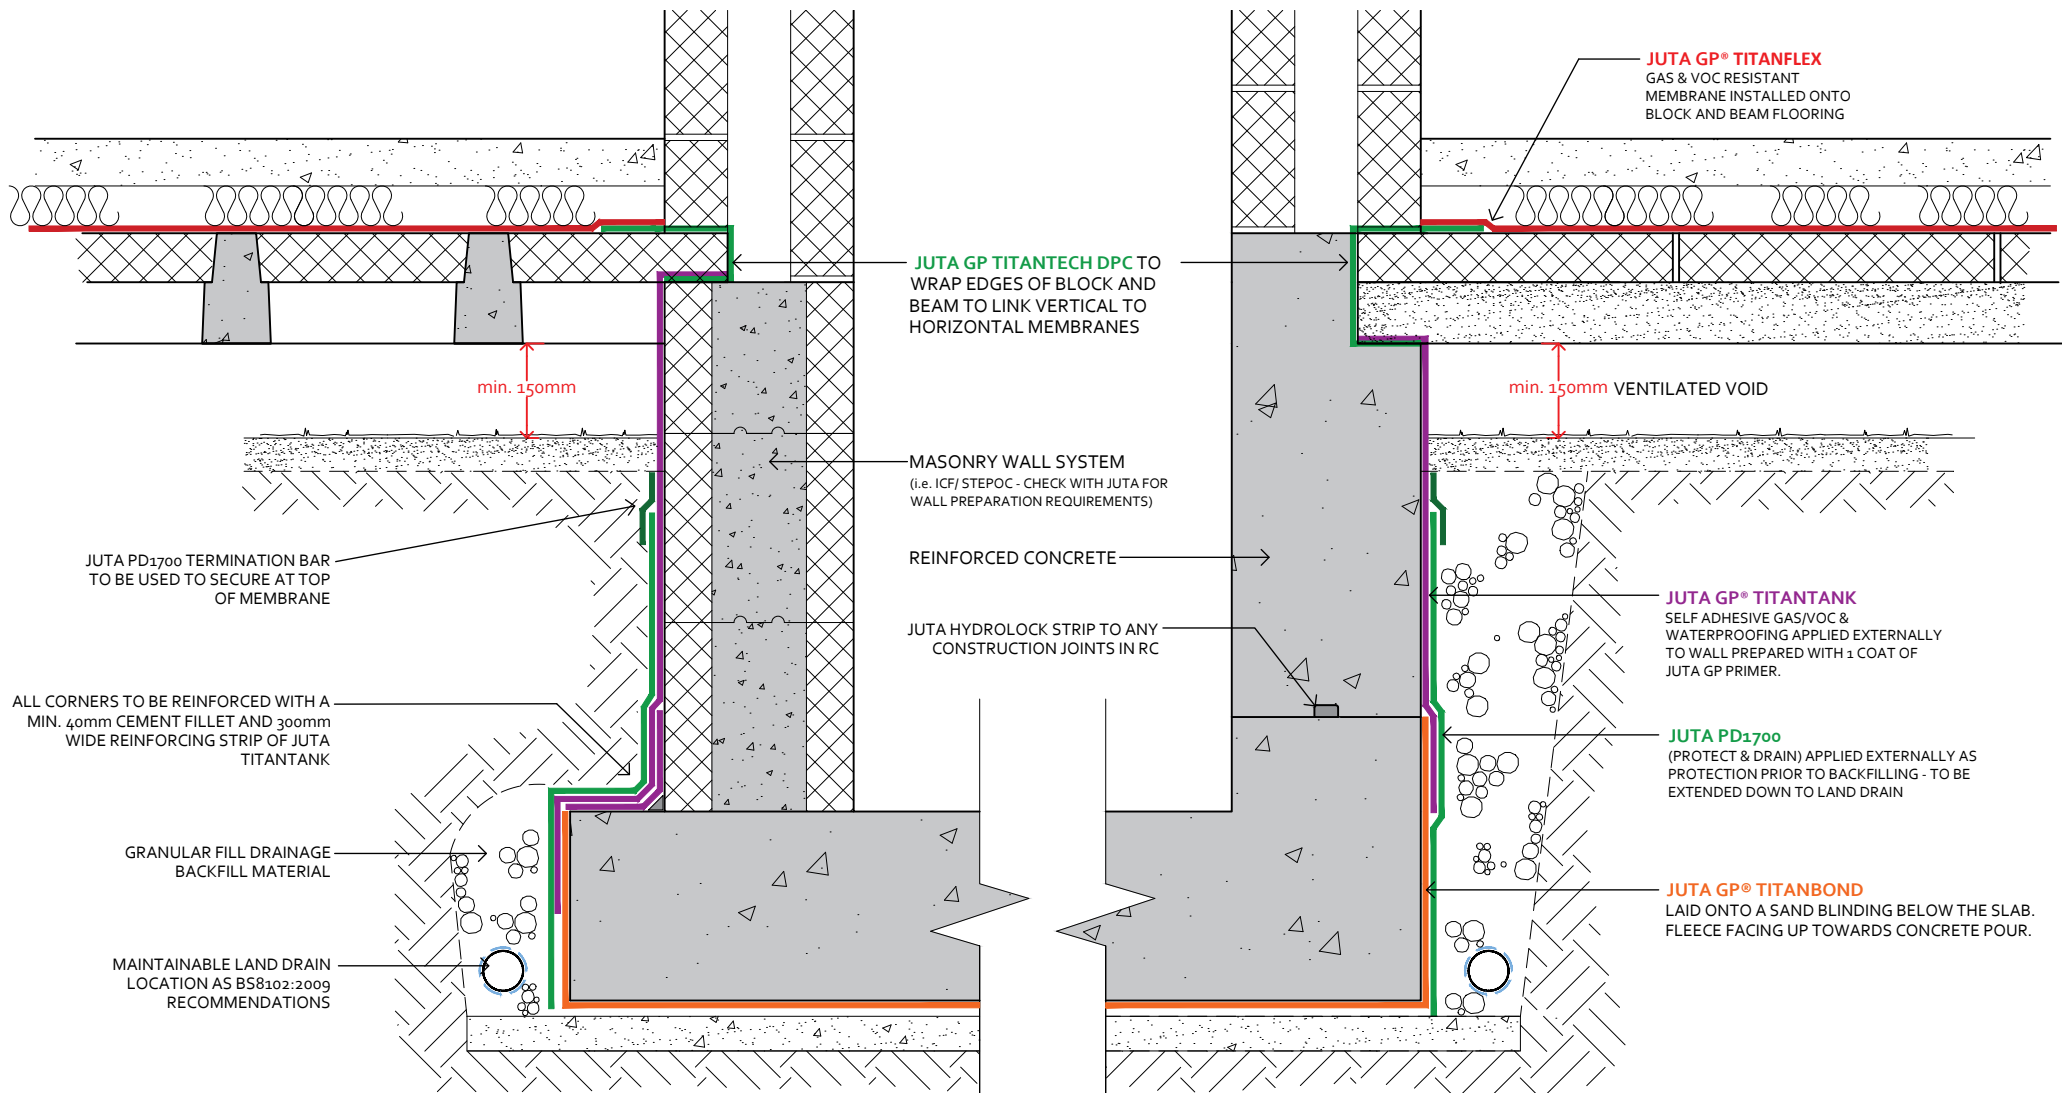 JUTA GP® TITANFLEX
GAS & VOC RESISTANT
MEMBRANE INSTALLED ONTO
BLOCK AND BEAM FLOORING
JUTA GP TITANTECH DPC TO
WRAP EDGES OF BLOCK AND
BEAM TO LINK VERTICAL TO
HORIZONTAL MEMBRANES
min. 150mm
min. 150mm VENTILATED VOID
MASONRY WALL SYSTEM
(i.e. ICF/ STEPOC - CHECK WITH JUTA FOR
WALL PREPARATION REQUIREMENTS)
JUTA PD1700 TERMINATION BAR
TO BE USED TO SECURE AT TOP
OF MEMBRANE
REINFORCED CONCRETE
JUTA GP® TITANTANK
SELF ADHESIVE GAS/VOC &
WATERPROOFING APPLIED EXTERNALLY
TO WALL PREPARED WITH 1 COAT OF
JUTA GP PRIMER.
JUTA HYDROLOCK STRIP TO ANY
CONSTRUCTION JOINTS IN RC
ALL CORNERS TO BE REINFORCED WITH A
MIN. 40mm CEMENT FILLET AND 300mm
WIDE REINFORCING STRIP OF JUTA
TITANTANK
JUTA PD1700
(PROTECT & DRAIN) APPLIED EXTERNALLY AS
PROTECTION PRIOR TO BACKFILLING - TO BE
EXTENDED DOWN TO LAND DRAIN
GRANULAR FILL DRAINAGE
BACKFILL MATERIAL
JUTA GP® TITANBOND
LAID ONTO A SAND BLINDING BELOW THE SLAB.
FLEECE FACING UP TOWARDS CONCRETE POUR.
MAINTAINABLE LAND DRAIN
LOCATION AS BS8102:2009
RECOMMENDATIONS